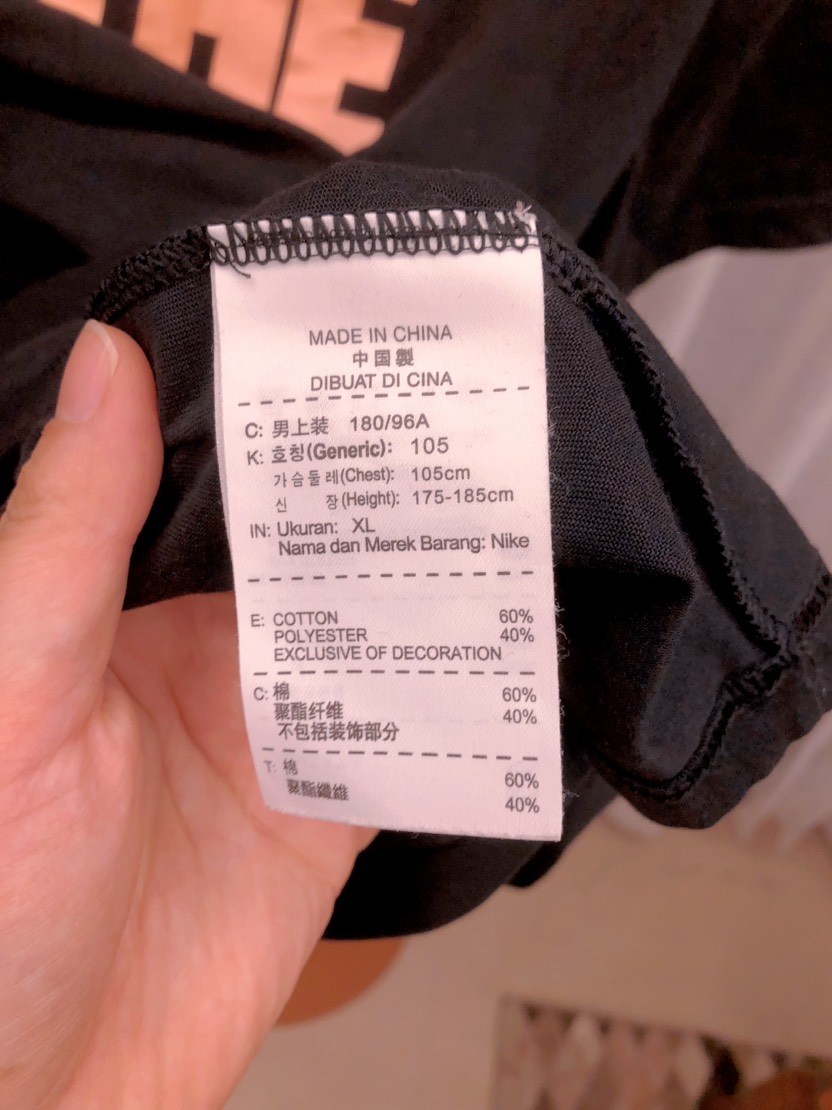 HE
MADE IN CHINA
中国製
DIBUAT DI CINA
C: 男上装 180/96A
K: 호칭(Generic): 105
가슴둘레(Chest): 105cm
신 장(Height): 175-185cm
IN: Ukuran: XL
Nama dan Merek Barang: Nike
E: COTTON 60%
POLYESTER 40%
EXCLUSIVE OF DECORATION
C: 棉 60%
聚酯纤维 40%
不包括装饰部分
T: 棉 60%
聚酯纖維 40%